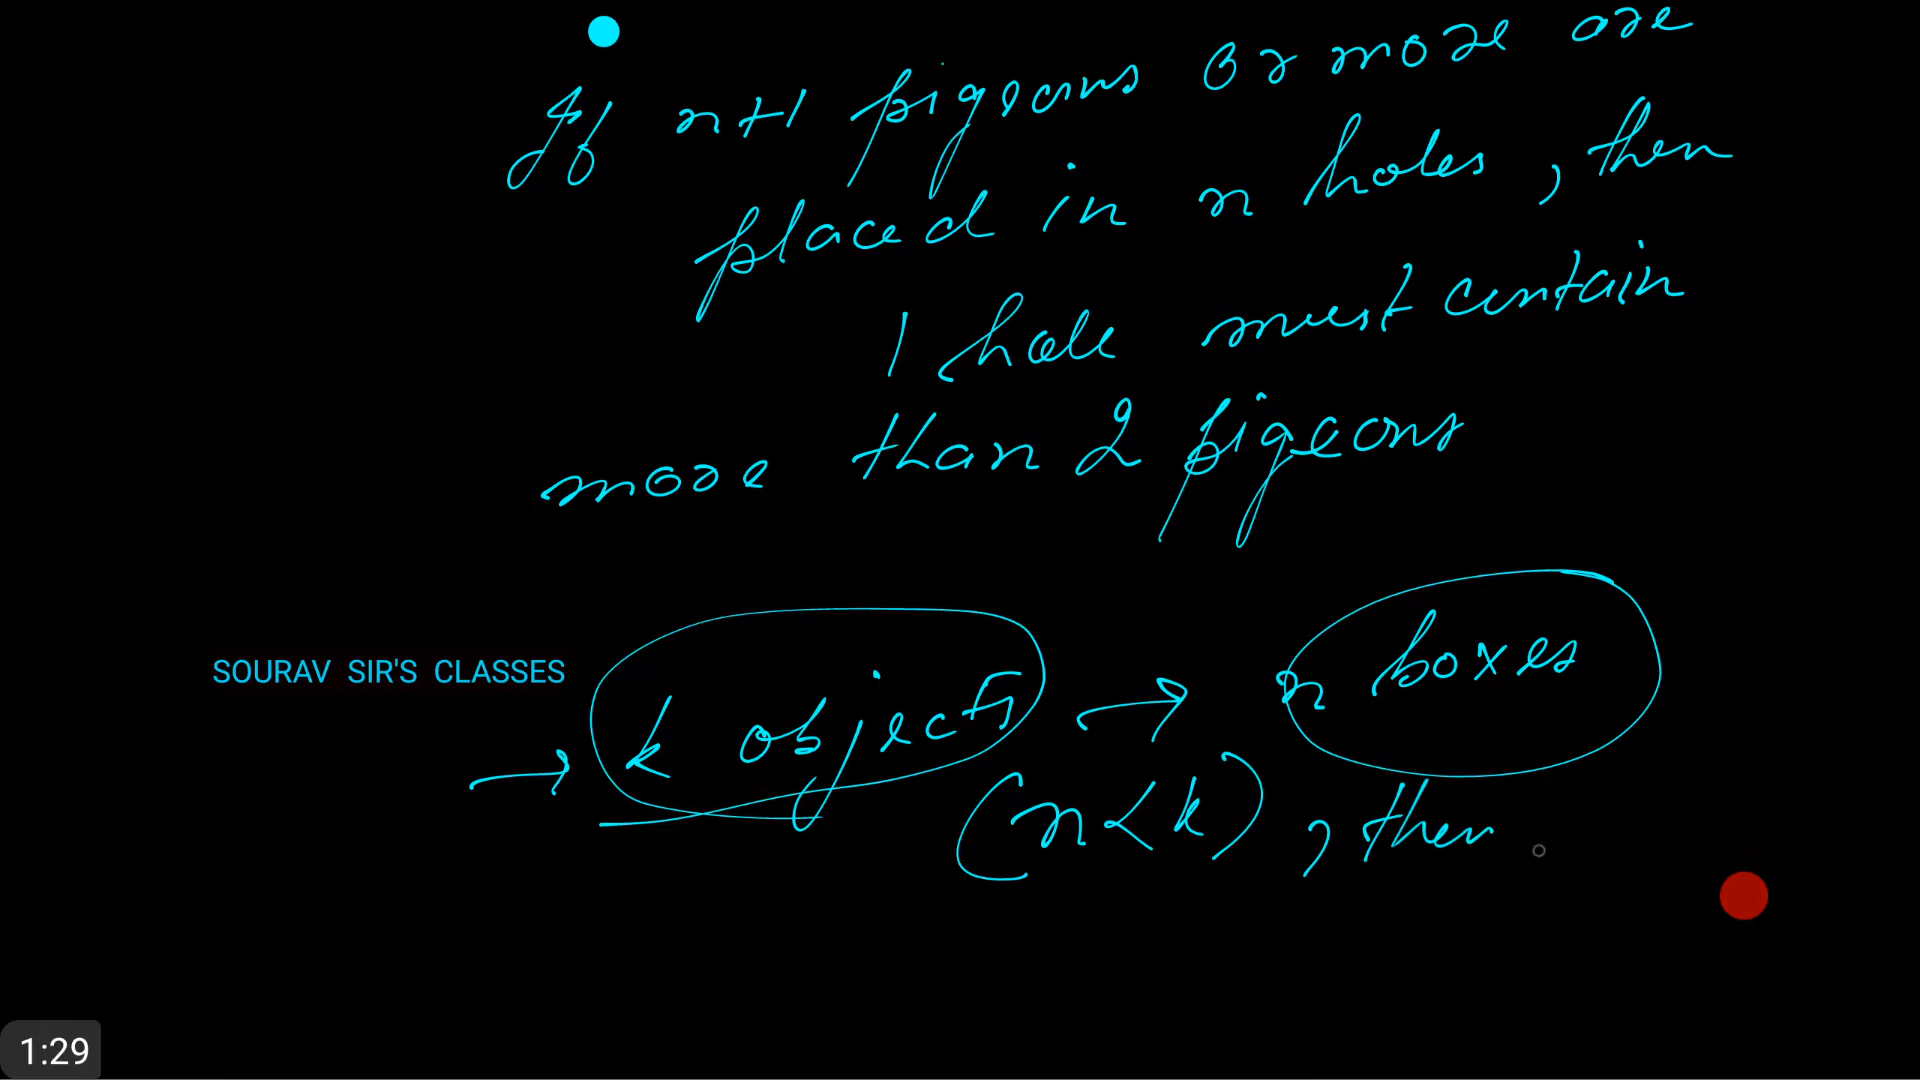 If n+1 pigeons or more are
placed in n holes, then
1 hole must contain
more than 2 pigeons
SOURAV SIR'S CLASSES
→ k objects → n boxes
(n<k), then
1:29